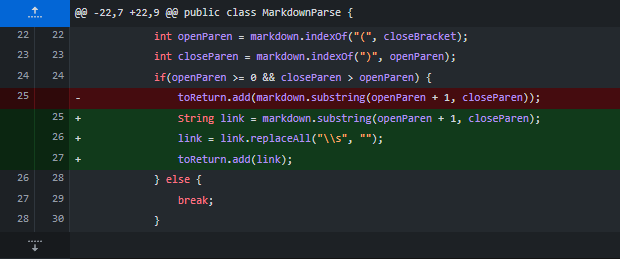 @@ -22,7 +22,9 @@ public class MarkdownParse {
22 22 int openParen = markdown.indexOf("(", closeBracket);
23 23 int closeParen = markdown.indexOf(")", openParen);
24 24 if(openParen >= 0 && closeParen > openParen) {
25 - toReturn.add(markdown.substring(openParen + 1, closeParen));
25 + String link = markdown.substring(openParen + 1, closeParen);
26 + link = link.replaceAll("\\s", "");
27 + toReturn.add(link);
26 28 } else {
27 29 break;
28 30 }